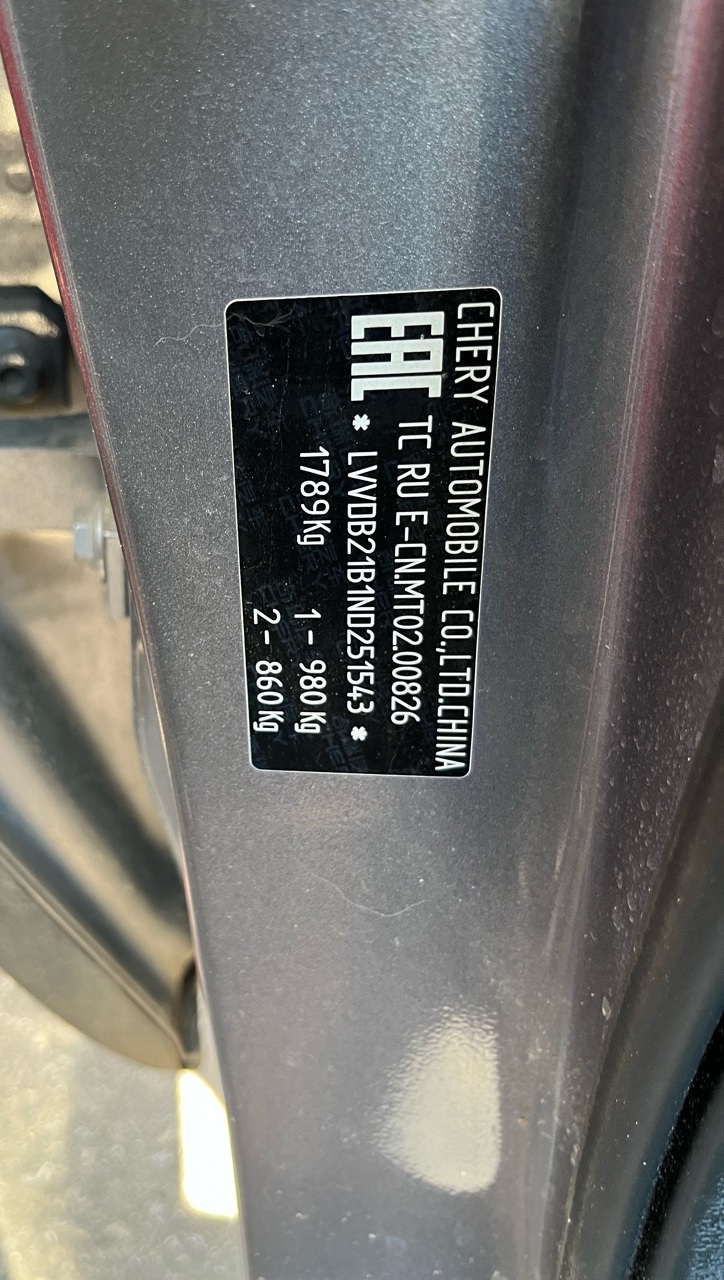 CHERY AUTOMOBILE CO.,LTD.CHINA
EAC TC RU E-CN.MT02.00826
* LVVDB21B1ND251543 *
1789Kg 1- 980Kg
2- 860Kg